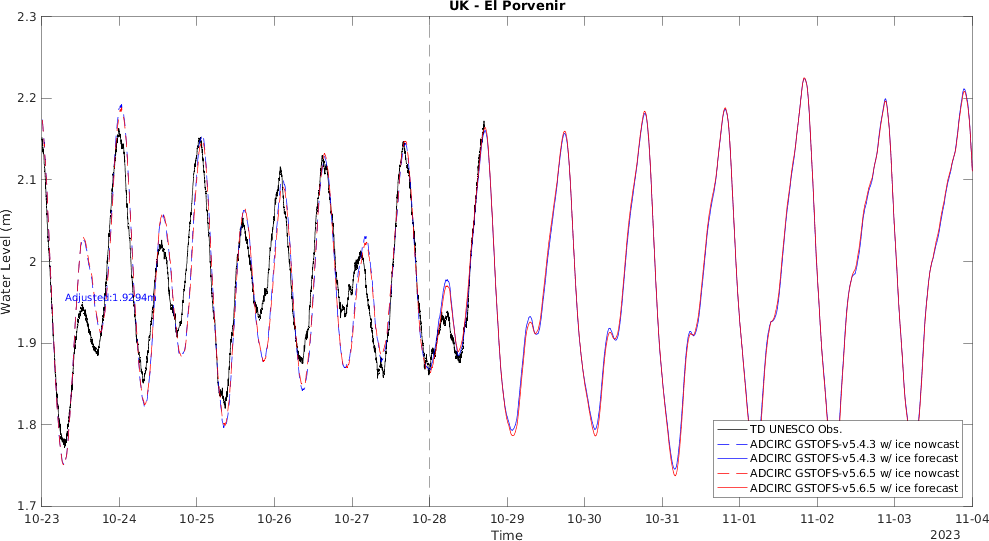 UK - El Porvenir
2.3
2.2
2.1
2
1.9
1.8
1.7
Water Level (m)
Adjusted:1.9294m
TD UNESCO Obs.
ADCIRC GSTOFS-v5.4.3 w/ ice nowcast
ADCIRC GSTOFS-v5.4.3 w/ ice forecast
ADCIRC GSTOFS-v5.6.5 w/ ice nowcast
ADCIRC GSTOFS-v5.6.5 w/ ice forecast
10-23 10-24 10-25 10-26 10-27 10-28 10-29 10-30 10-31 11-01 11-02 11-03 11-04
Time
2023